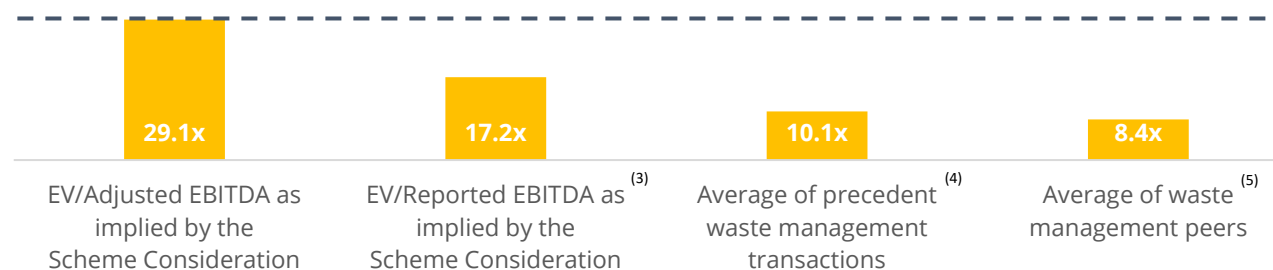 29.1x
17.2x
10.1x
8.4x
EV/Adjusted EBITDA as
implied by the
Scheme Consideration
EV/Reported EBITDA as (3)
implied by the
Scheme Consideration
Average of precedent (4)
waste management
transactions
Average of waste (5)
management peers